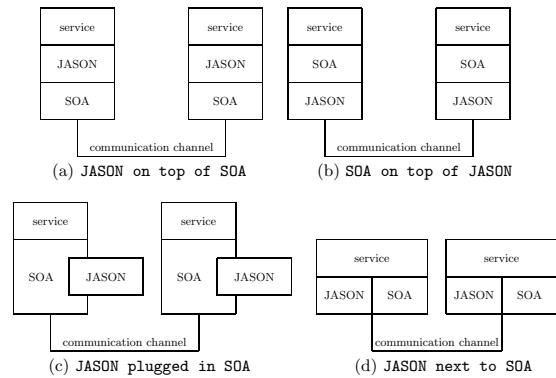 service
service
service
service
JASON
JASON
SOA
SOA
SOA
SOA
JASON
JASON
communication channel
communication channel
(a) JASON on top of SOA
(b) SOA on top of JASON
service
service
SOA
JASON
SOA
JASON
service
service
JASON
SOA
JASON
SOA
communication channel
communication channel
(c) JASON plugged in SOA
(d) JASON next to SOA